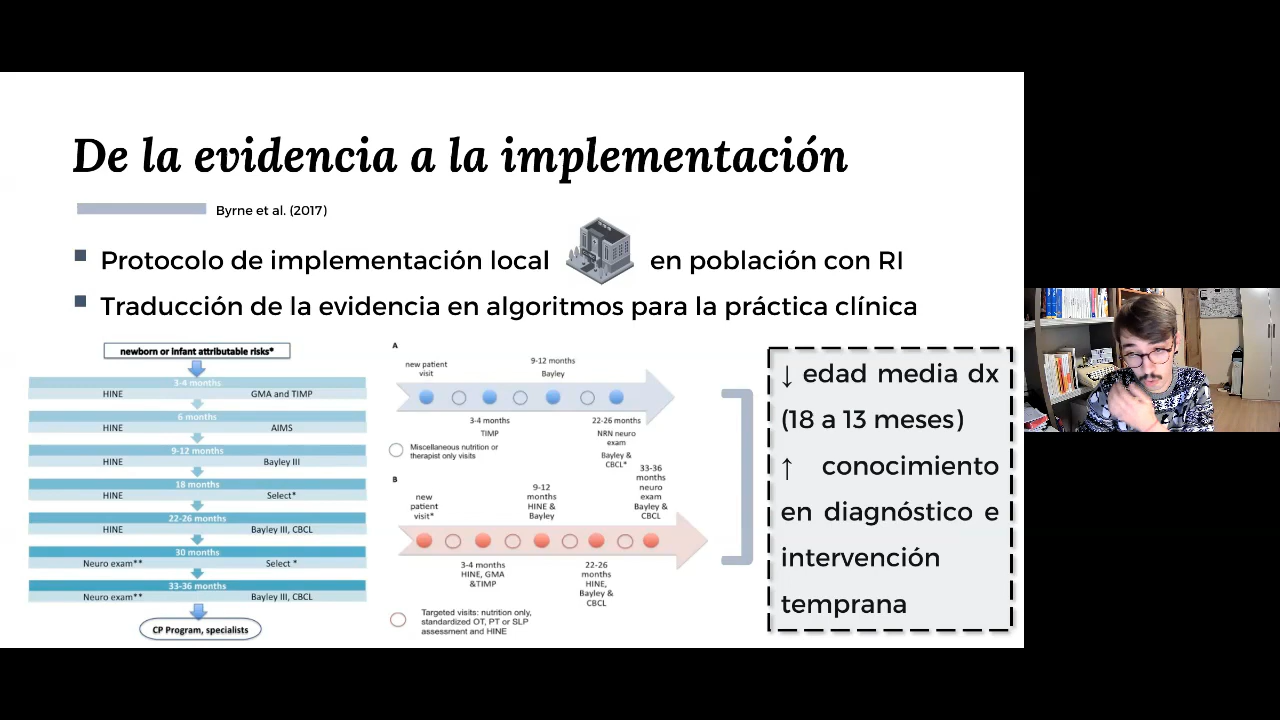 De la evidencia a la implementación
Byrne et al. (2017)
Protocolo de implementación local en población con RI
Traducción de la evidencia en algoritmos para la práctica clínica
newborn or infant attributable risks*
3-4 months
HINE GMA and TIMP
6 months
HINE AIMS
9-12 months
HINE Bayley III
18 months
HINE Select*
22-26 months
HINE Bayley III, CBCL
30 months
Neuro exam** Select *
33-36 months
Neuro exam** Bayley III, CBCL
CP Program, specialists
A
new patient
visit
9-12 months
Bayley
3-4 months
TIMP
22-26 months
NRN neuro
exam
Bayley &
CBCL*
Miscellaneous nutrition or
therapist only visits
B
new
patient
visit*
9-12
months
HINE &
Bayley
33-36
months
neuro
exam
Bayley &
CBCL
3-4 months
HINE, GMA
&TIMP
22-26
months
HINE,
Bayley &
CBCL
Targeted visits: nutrition only,
standardized OT, PT or SLP
assessment and HINE
↓ edad media dx
(18 a 13 meses)
↑ conocimiento
en diagnóstico e
intervención
temprana